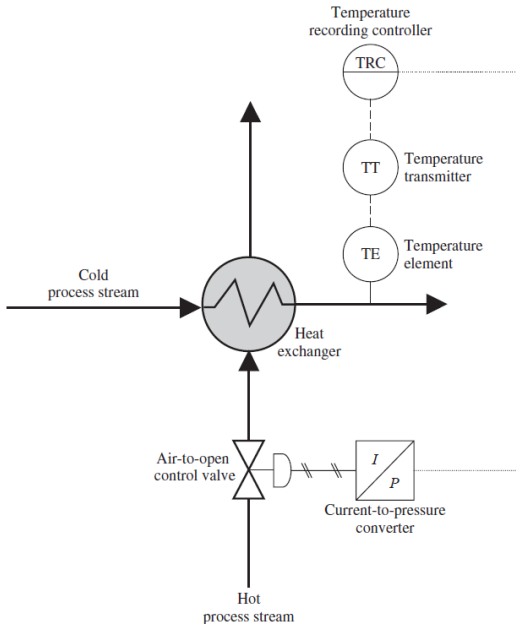 Temperature
recording controller
TRC
TT
Temperature
transmitter
TE
Temperature
element
Cold
process stream
Heat
exchanger
Air-to-open
control valve
I
P
Current-to-pressure
converter
Hot
process stream